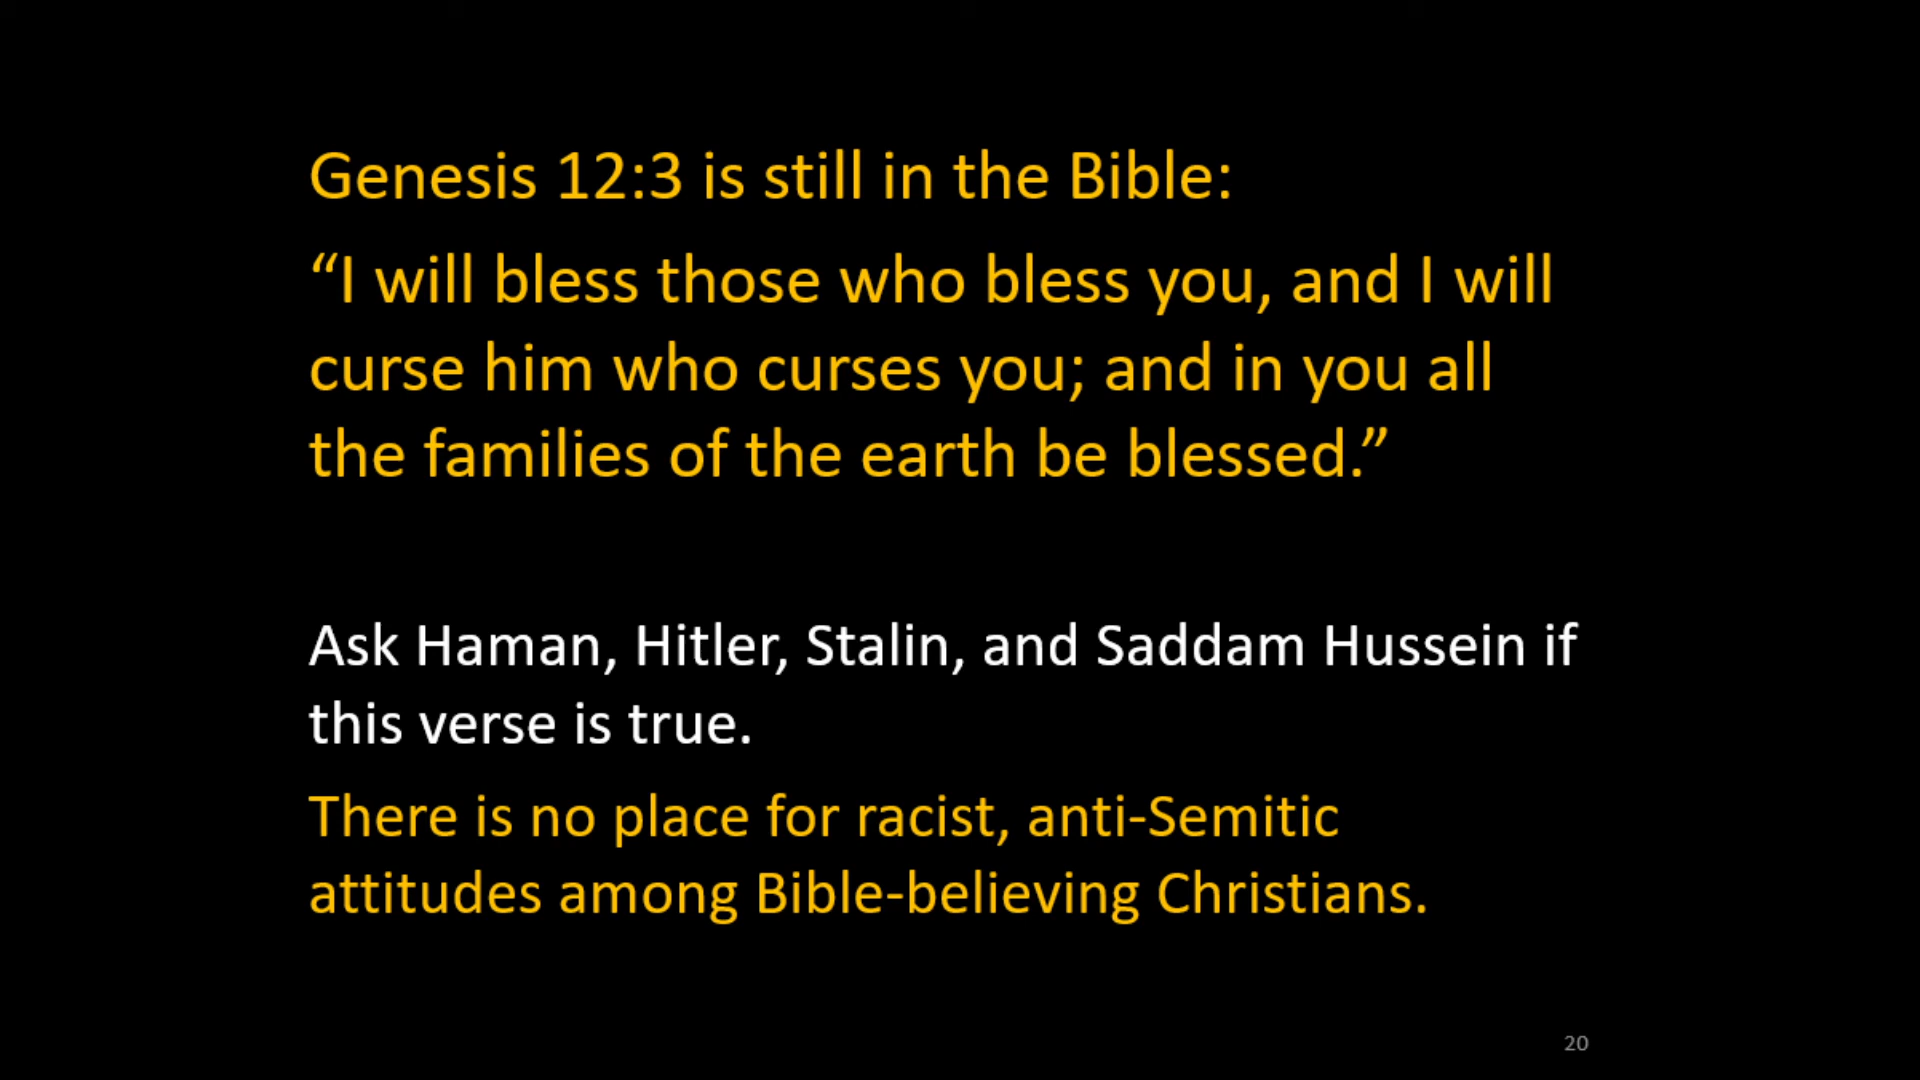 Genesis 12:3 is still in the Bible:
“I will bless those who bless you, and I will
curse him who curses you; and in you all
the families of the earth be blessed.”
Ask Haman, Hitler, Stalin, and Saddam Hussein if
this verse is true.
There is no place for racist, anti-Semitic
attitudes among Bible-believing Christians.
20